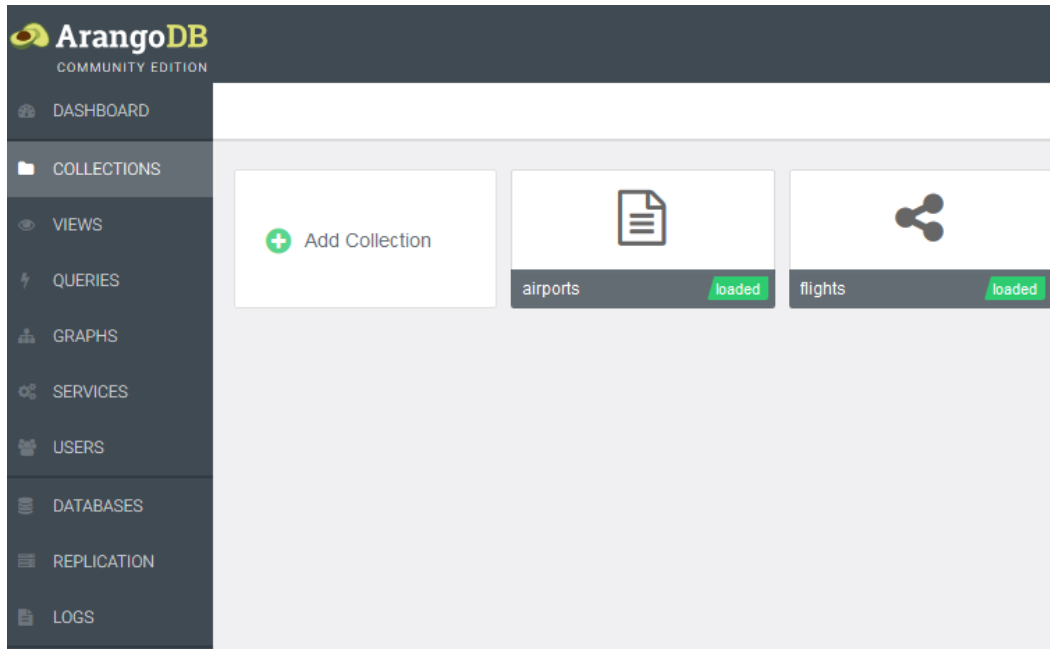 ArangoDB
COMMUNITY EDITION
DASHBOARD
COLLECTIONS
VIEWS
QUERIES
GRAPHS
SERVICES
USERS
DATABASES
REPLICATION
LOGS
Add Collection
airports loaded
flights loaded